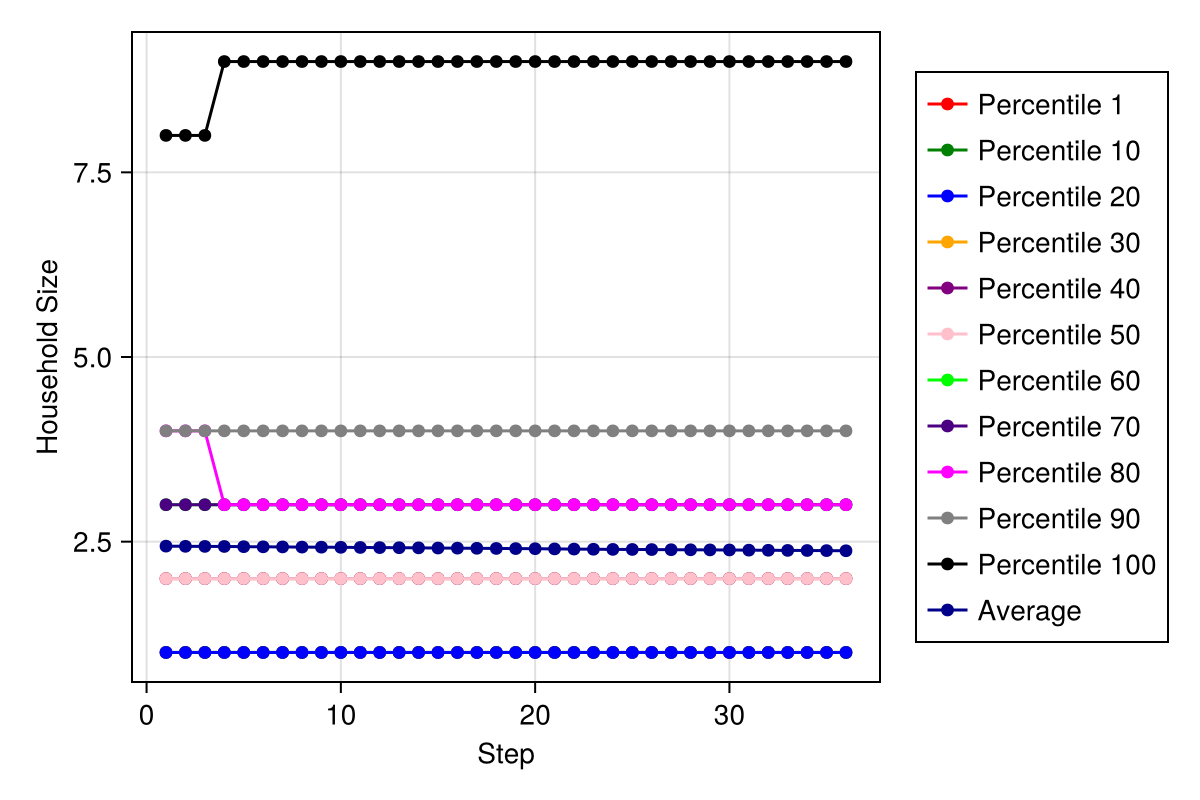 7.5
5.0
2.5
Household Size
0
10
20
30
Step
Percentile 1
Percentile 10
Percentile 20
Percentile 30
Percentile 40
Percentile 50
Percentile 60
Percentile 70
Percentile 80
Percentile 90
Percentile 100
Average